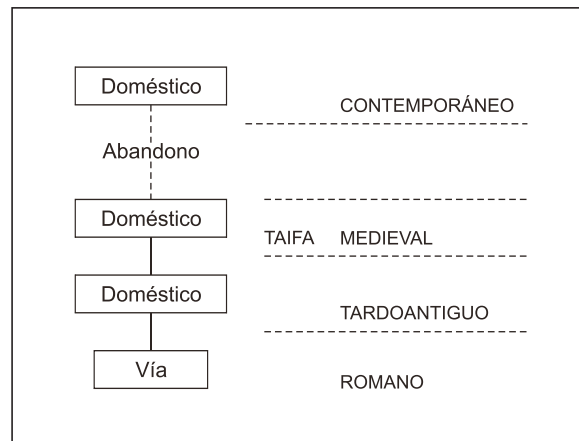 Doméstico
CONTEMPORÁNEO
Abandono
Doméstico
TAIFA MEDIEVAL
Doméstico
TARDOANTIGUO
Vía
ROMANO